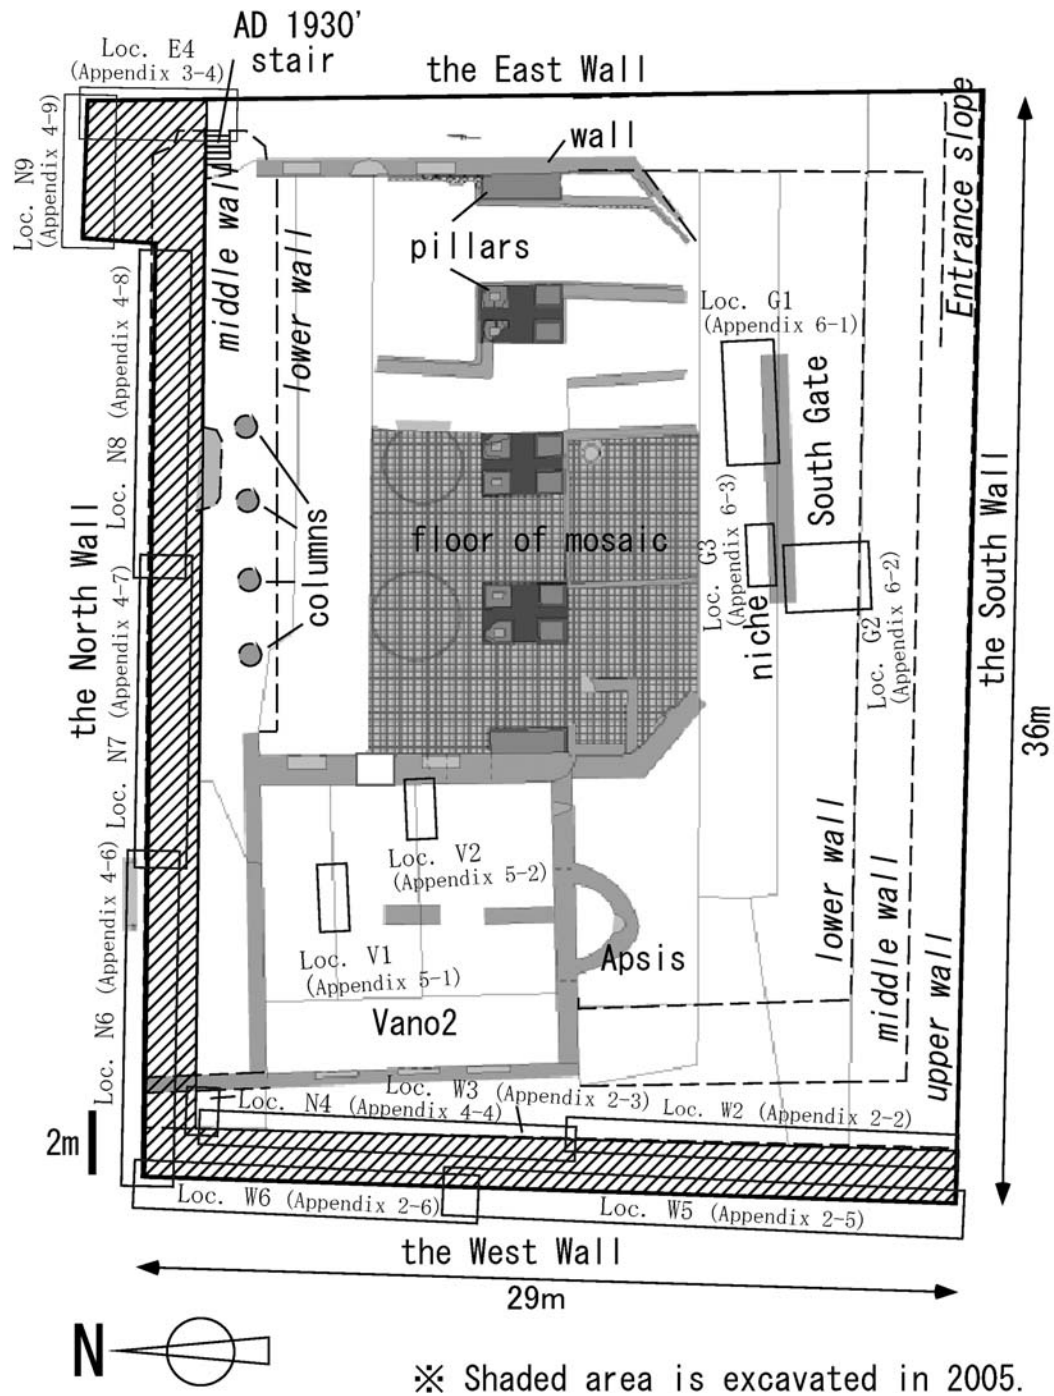 AD 1930'
stair
Loc. E4
(Appendix 3-4)
the East Wall
wall
Loc. N9
(Appendix 4-9)
Entrance slope
middle wall
lower wall
pillars
Loc. G1
(Appendix 6-1)
Loc. N8 (Appendix 4-8)
South Gate
columns
floor of mosaic
Loc. G3
(Appendix 6-3)
niche
Loc. G2
(Appendix 6-2)
the North Wall
the South Wall
36m
Loc. N7 (Appendix 4-7)
Loc. V2
(Appendix 5-2)
lower wall
middle wall
upper wall
Loc. N6 (Appendix 4-6)
Loc. V1
(Appendix 5-1)
Apsis
Vano2
Loc. W3 (Appendix 2-3)
Loc. N4 (Appendix 4-4)
Loc. W2 (Appendix 2-2)
2m
Loc. W6 (Appendix 2-6)
Loc. W5 (Appendix 2-5)
the West Wall
29m
N
※ Shaded area is excavated in 2005.